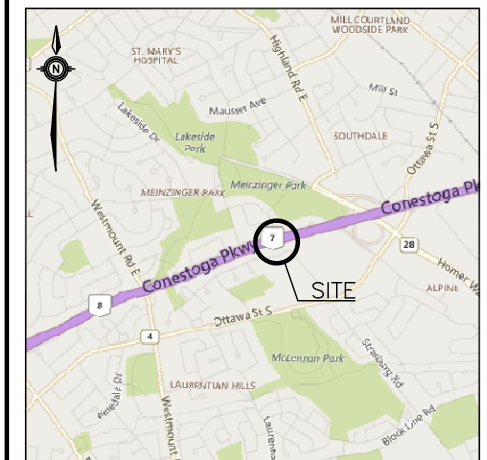 MILL COURTLAND
WOODSIDE PARK
ST. MARY'S
HOSPITAL
Highland Rd E
N
Mill St
Mausser Ave
Lakeside Dr
Lakeside
Park
SOUTHDALE
Ottawa St S
Meinzinger Park
MEINZINGER PARK
Conestoga Pk
7
28
Westmount Rd E
Conestoga Pkwy
Homer W
SITE
ALPINE
8
Ottawa St S
4
McLennan Park
Strasburg Rd
LAURENTIAN HILLS
Westmount
Block Line Rd